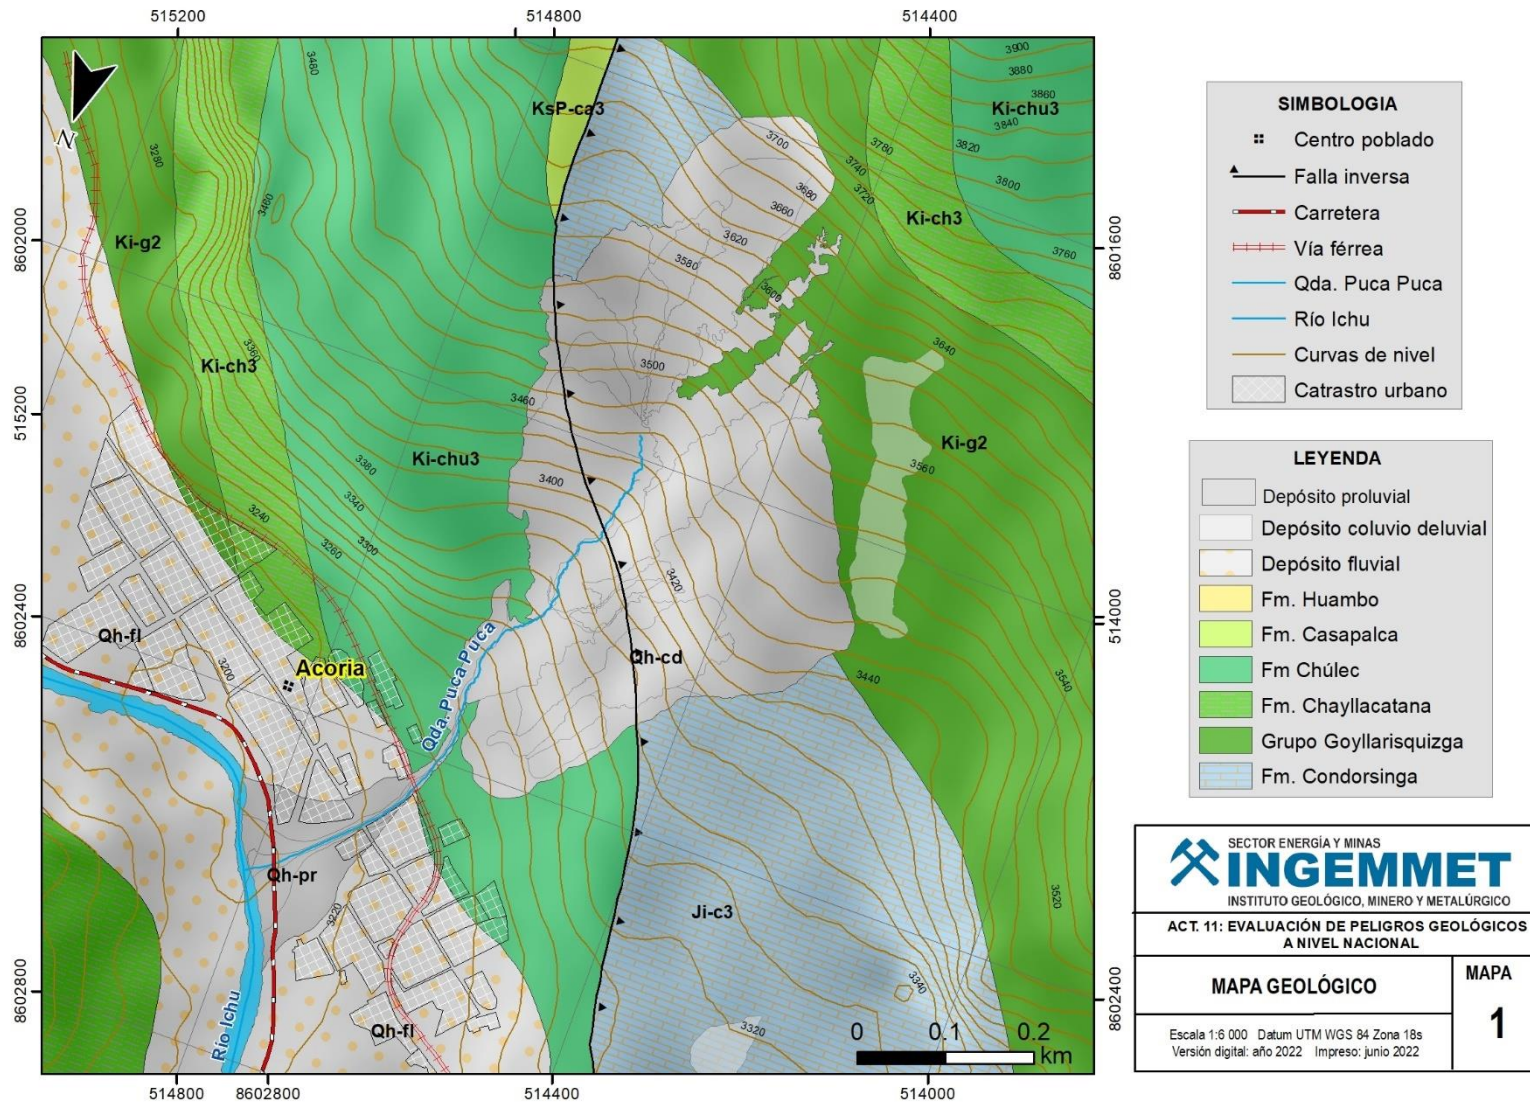 515200
514800
514400
3480
3900
3880
3860
3840
3820
3800
3760
KsP-ca3
Ki-chu3
N
3280
3700
3780
3740
3720
3680
3660
3620
3580
3600
3460
Ki-g2
Ki-ch3
8602000
8601600
Ki-ch3
3360
3500
3640
3460
515200
Ki-chu3
3380
3340
3400
Ki-g2
3560
3240
3260
3300
3420
8602400
514000
Qh-fl
3200
Acoria
Qda. Puca Puca
Qh-cd
3440
3540
Qh-pr
3220
Ji-c3
3520
8602800
8602400
3340
3320
Qh-fl
Río Ichu
0 0.1 0.2
km
514800
8602800
514400
514000
SIMBOLOGIA
Centro poblado
Falla inversa
Carretera
Vía férrea
Qda. Puca Puca
Río Ichu
Curvas de nivel
Catrastro urbano
LEYENDA
Depósito proluvial
Depósito coluvio deluvial
Depósito fluvial
Fm. Huambo
Fm. Casapalca
Fm Chúlec
Fm. Chayllacatana
Grupo Goyllarisquizga
Fm. Condorsinga
SECTOR ENERGÍA Y MINAS
INGEMMET
INSTITUTO GEOLÓGICO, MINERO Y METALÚRGICO
ACT. 11: EVALUACIÓN DE PELIGROS GEOLÓGICOS
A NIVEL NACIONAL
MAPA GEOLÓGICO
MAPA
1
Escala 1:6 000 Datum UTM WGS 84 Zona 18s
Versión digital: año 2022 Impreso: junio 2022